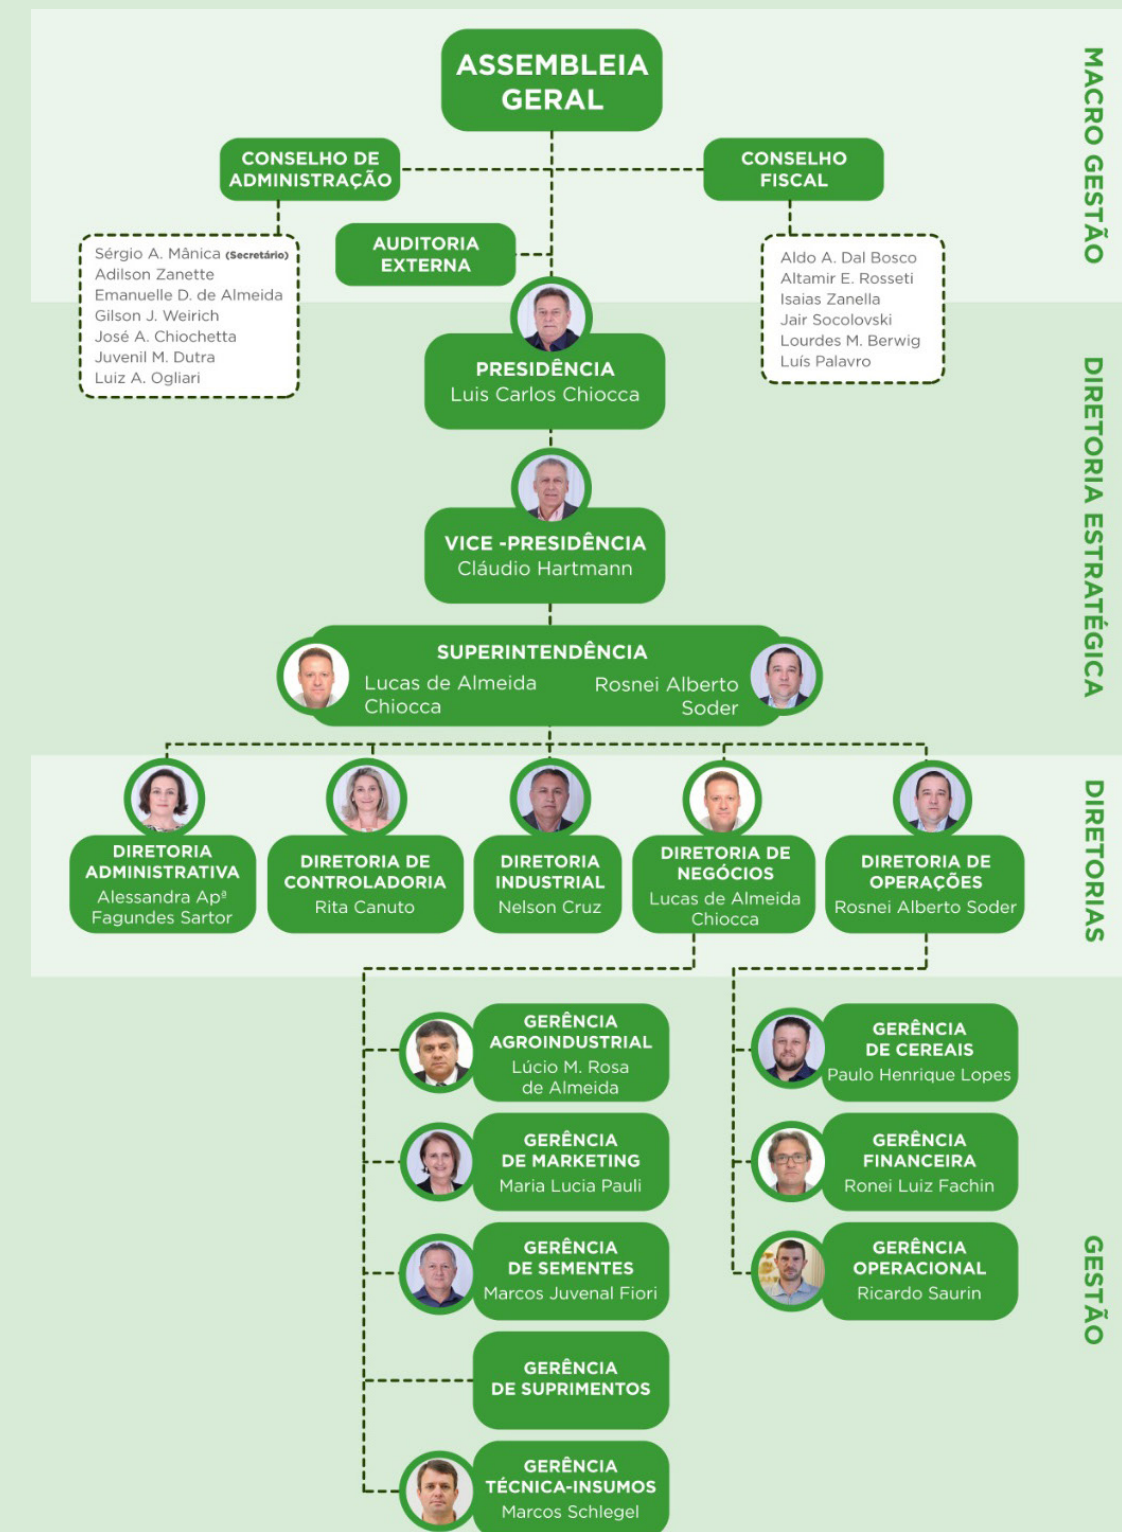 ASSEMBLEIA
GERAL
MACRO GESTÃO
CONSELHO DE
ADMINISTRAÇÃO
CONSELHO
FISCAL
AUDITORIA
EXTERNA
Sérgio A. Mânica (Secretário)
Adilson Zanette
Emanuelle D. de Almeida
Gilson J. Weirich
José A. Chiochetta
Juvenil M. Dutra
Luiz A. Ogliari
Aldo A. Dal Bosco
Altamir E. Rosseti
Isaias Zanella
Jair Socolovski
Lourdes M. Berwig
Luís Palavro
DIRETORIA ESTRATÉGICA
PRESIDÊNCIA
Luis Carlos Chiocca
VICE -PRESIDÊNCIA
Cláudio Hartmann
SUPERINTENDÊNCIA
Lucas de Almeida
Chiocca
Rosnei Alberto
Soder
DIRETORIAS
DIRETORIA
ADMINISTRATIVA
Alessandra Apª
Fagundes Sartor
DIRETORIA DE
CONTROLADORIA
Rita Canuto
DIRETORIA
INDUSTRIAL
Nelson Cruz
DIRETORIA DE
NEGÓCIOS
Lucas de Almeida
Chiocca
DIRETORIA DE
OPERAÇÕES
Rosnei Alberto Soder
GESTÃO
GERÊNCIA
AGROINDUSTRIAL
Lúcio M. Rosa
de Almeida
GERÊNCIA
DE MARKETING
Maria Lucia Pauli
GERÊNCIA
DE SEMENTES
Marcos Juvenal Fiori
GERÊNCIA
DE SUPRIMENTOS
GERÊNCIA
TÉCNICA-INSUMOS
Marcos Schlegel
GERÊNCIA
DE CEREAIS
Paulo Henrique Lopes
GERÊNCIA
FINANCEIRA
Ronei Luiz Fachin
GERÊNCIA
OPERACIONAL
Ricardo Saurin